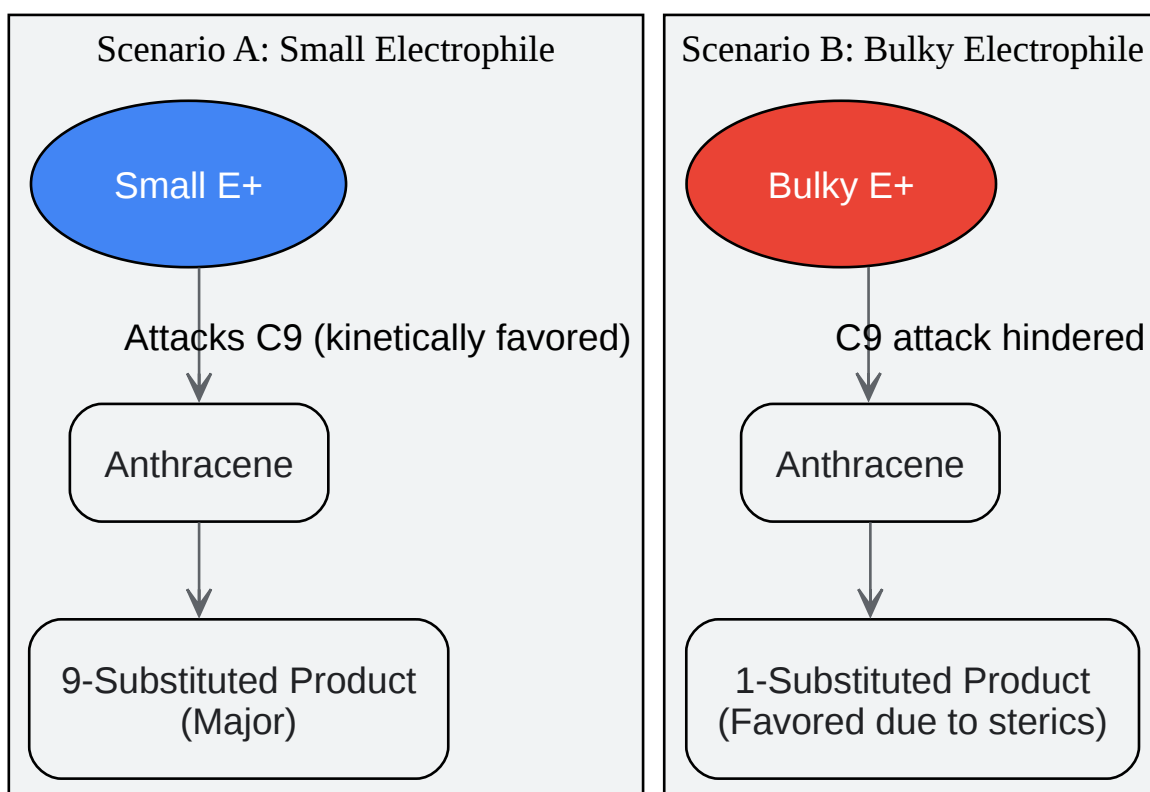 Scenario A: Small Electrophile
Small E+
Attacks C9 (kinetically favored)
Anthracene
9-Substituted Product
(Major)
Scenario B: Bulky Electrophile
Bulky E+
C9 attack hindered
Anthracene
1-Substituted Product
(Favored due to sterics)